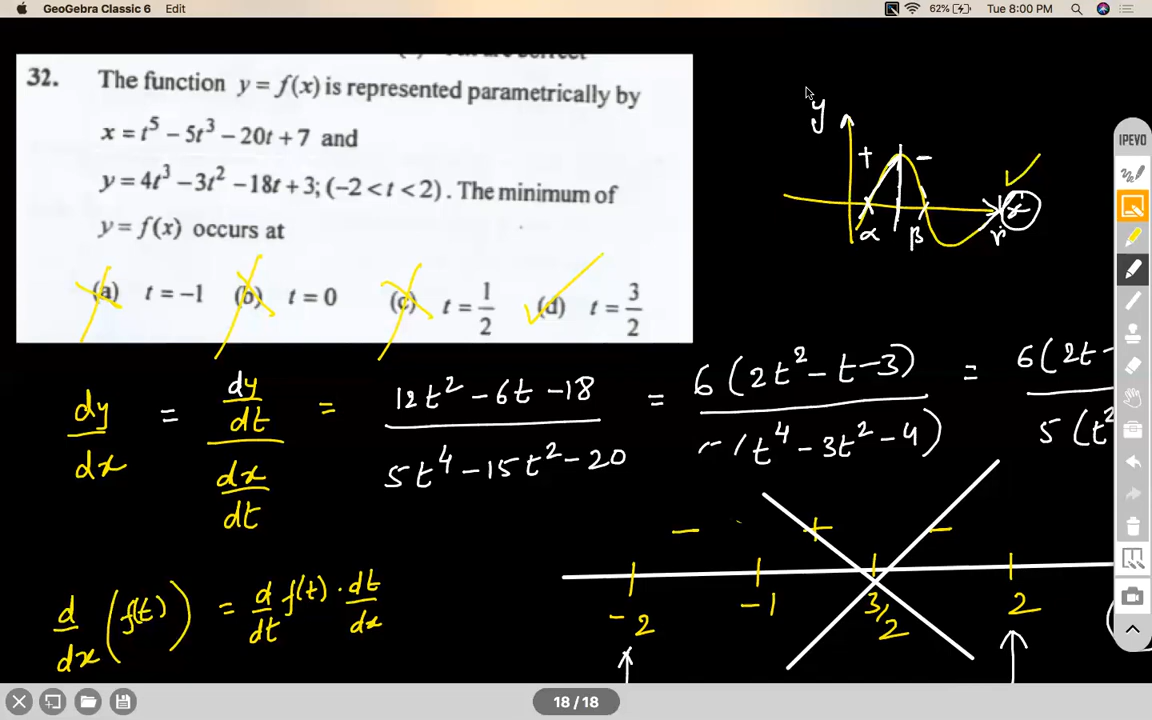 GeoGebra Classic 6 Edit 62% Tue 8:00 PM
32. The function y = f(x) is represented parametrically by
x = t⁵ − 5t³ − 20t + 7 and
y = 4t³ − 3t² − 18t + 3; (−2 < t < 2). The minimum of
y = f(x) occurs at
(a) t = −1 (b) t = 0 (c) t = 1/2 (d) t = 3/2
y
+ −
α β γ x
IPEVO
dy/dx = (dy/dt)/(dx/dt) = (12t² − 6t − 18)/(5t⁴ − 15t² − 20) = 6(2t² − t − 3)/(t⁴ − 3t² − 4) = 6(2t −/5(t²
− + −
−2 −1 3/2 2
d/dx (f(t)) = d/dt f(t) · dt/dx
18 / 18